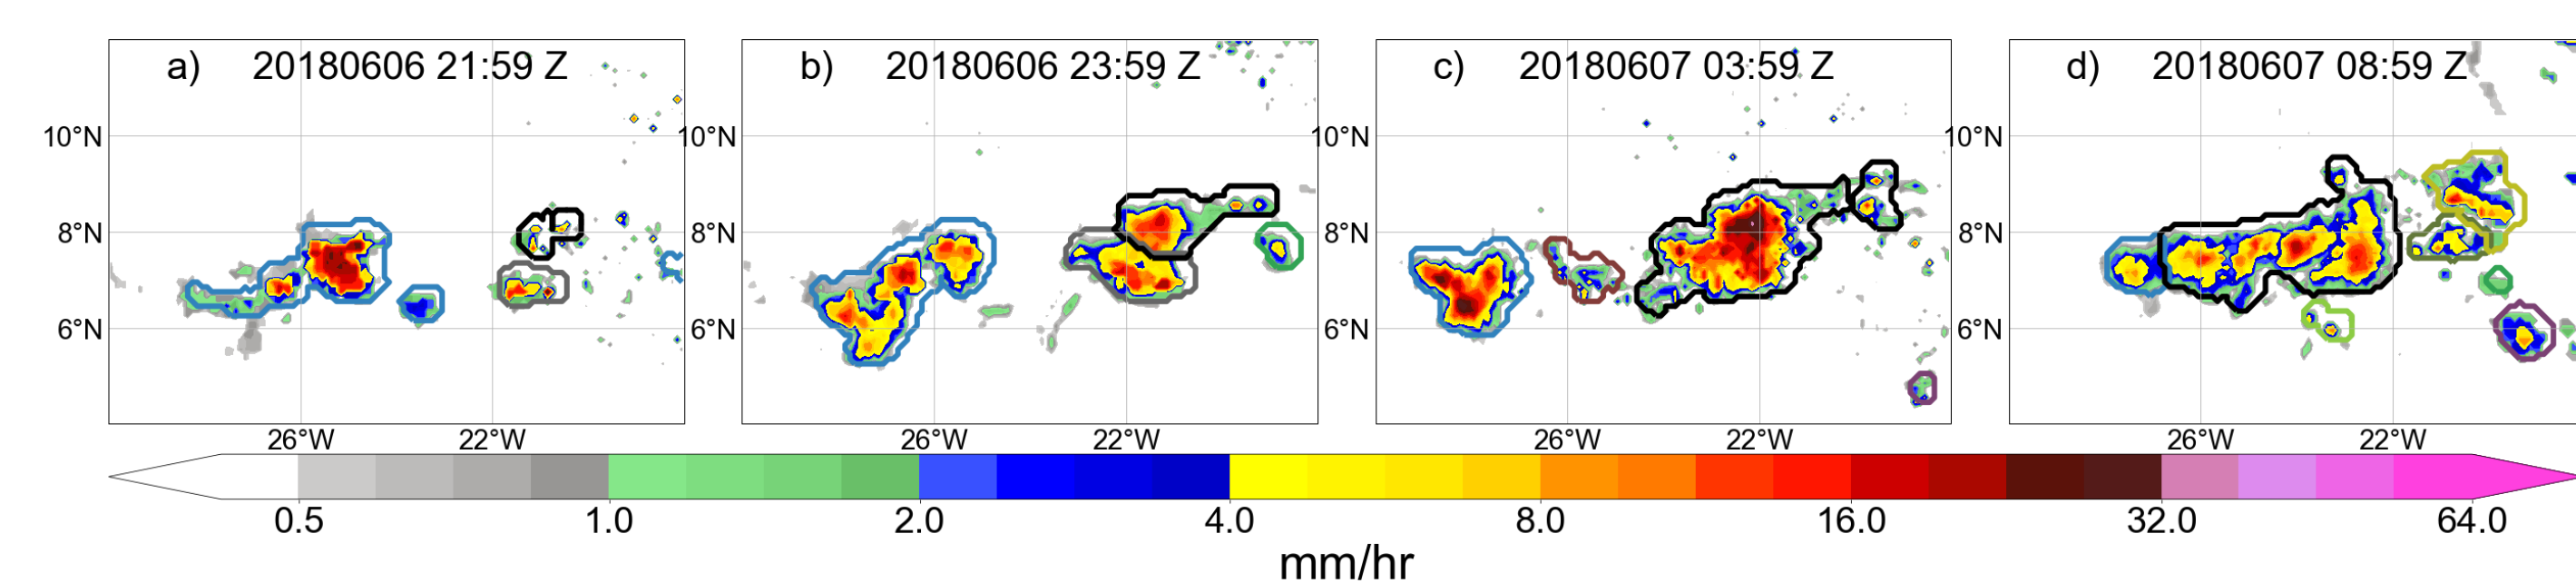 a) 20180606 21:59 Z
b) 20180606 23:59 Z
c) 20180607 03:59 Z
d) 20180607 08:59 Z
10°N 10°N 10°N 10°N
8°N 8°N 8°N 8°N
6°N 6°N 6°N 6°N
26°W 22°W 26°W 22°W 26°W 22°W 26°W 22°W
0.5 1.0 2.0 4.0 8.0 16.0 32.0 64.0
mm/hr